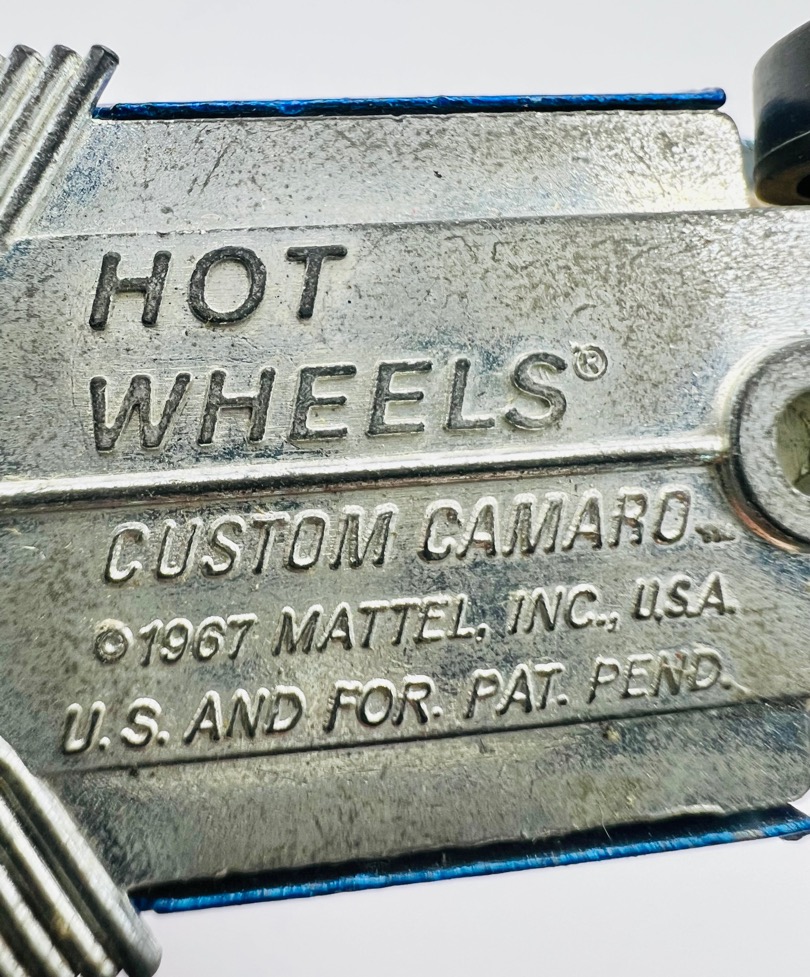 HOT
WHEELS®
CUSTOM CAMARO
©1967 MATTEL, INC., U.S.A.
U.S. AND FOR. PAT. PEND.